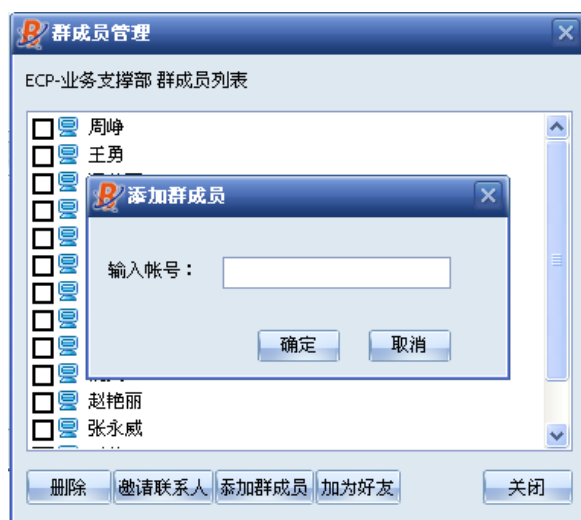 群成员管理
ECP-业务支撑部 群成员列表
周峥
王勇
添加群成员
输入帐号：
确定 取消
赵艳丽
张永威
删除 邀请联系人 添加群成员 加为好友 关闭